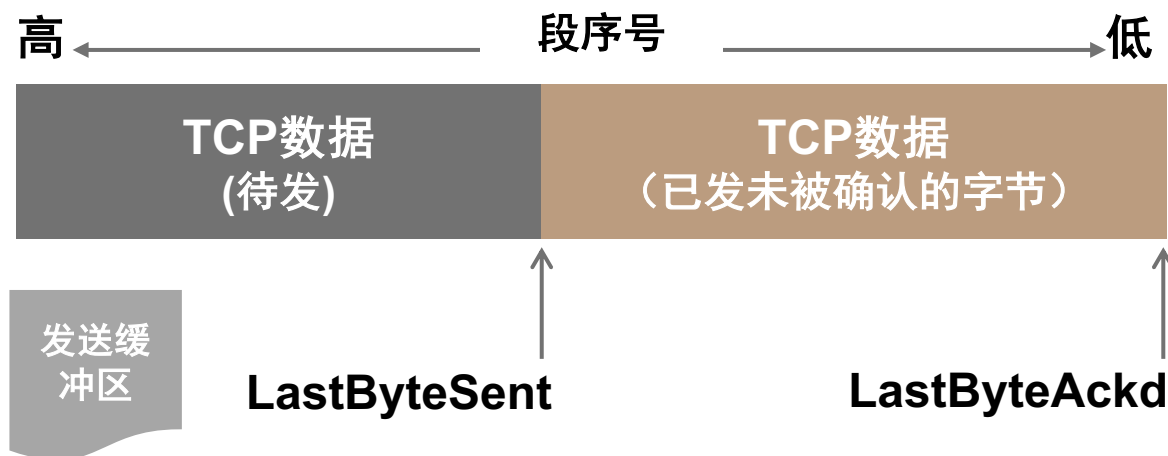 高 段序号 低
TCP数据
(待发)
TCP数据
（已发未被确认的字节）
发送缓
冲区
LastByteSent
LastByteAckd